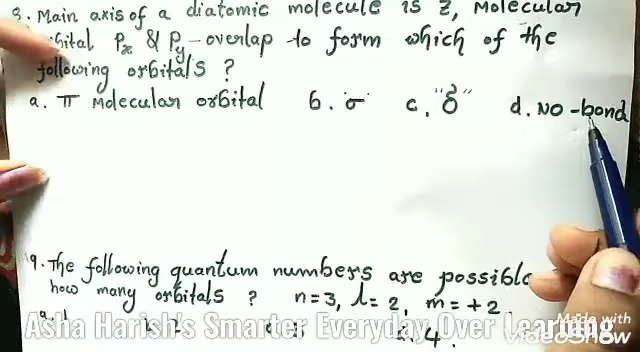 8. Main axis of a diatomic molecule is z, Molecular
orbital Px & Py - overlap to form which of the
following orbitals ?
a. π Molecular orbital b. σ c. "δ" d. No-bond
19. The following quantum numbers are possible
how many orbitals ? n=3, l=2, m=+2
Asha Harish's Smarter Everyday Over Learning
4.
Made with
VideoShow